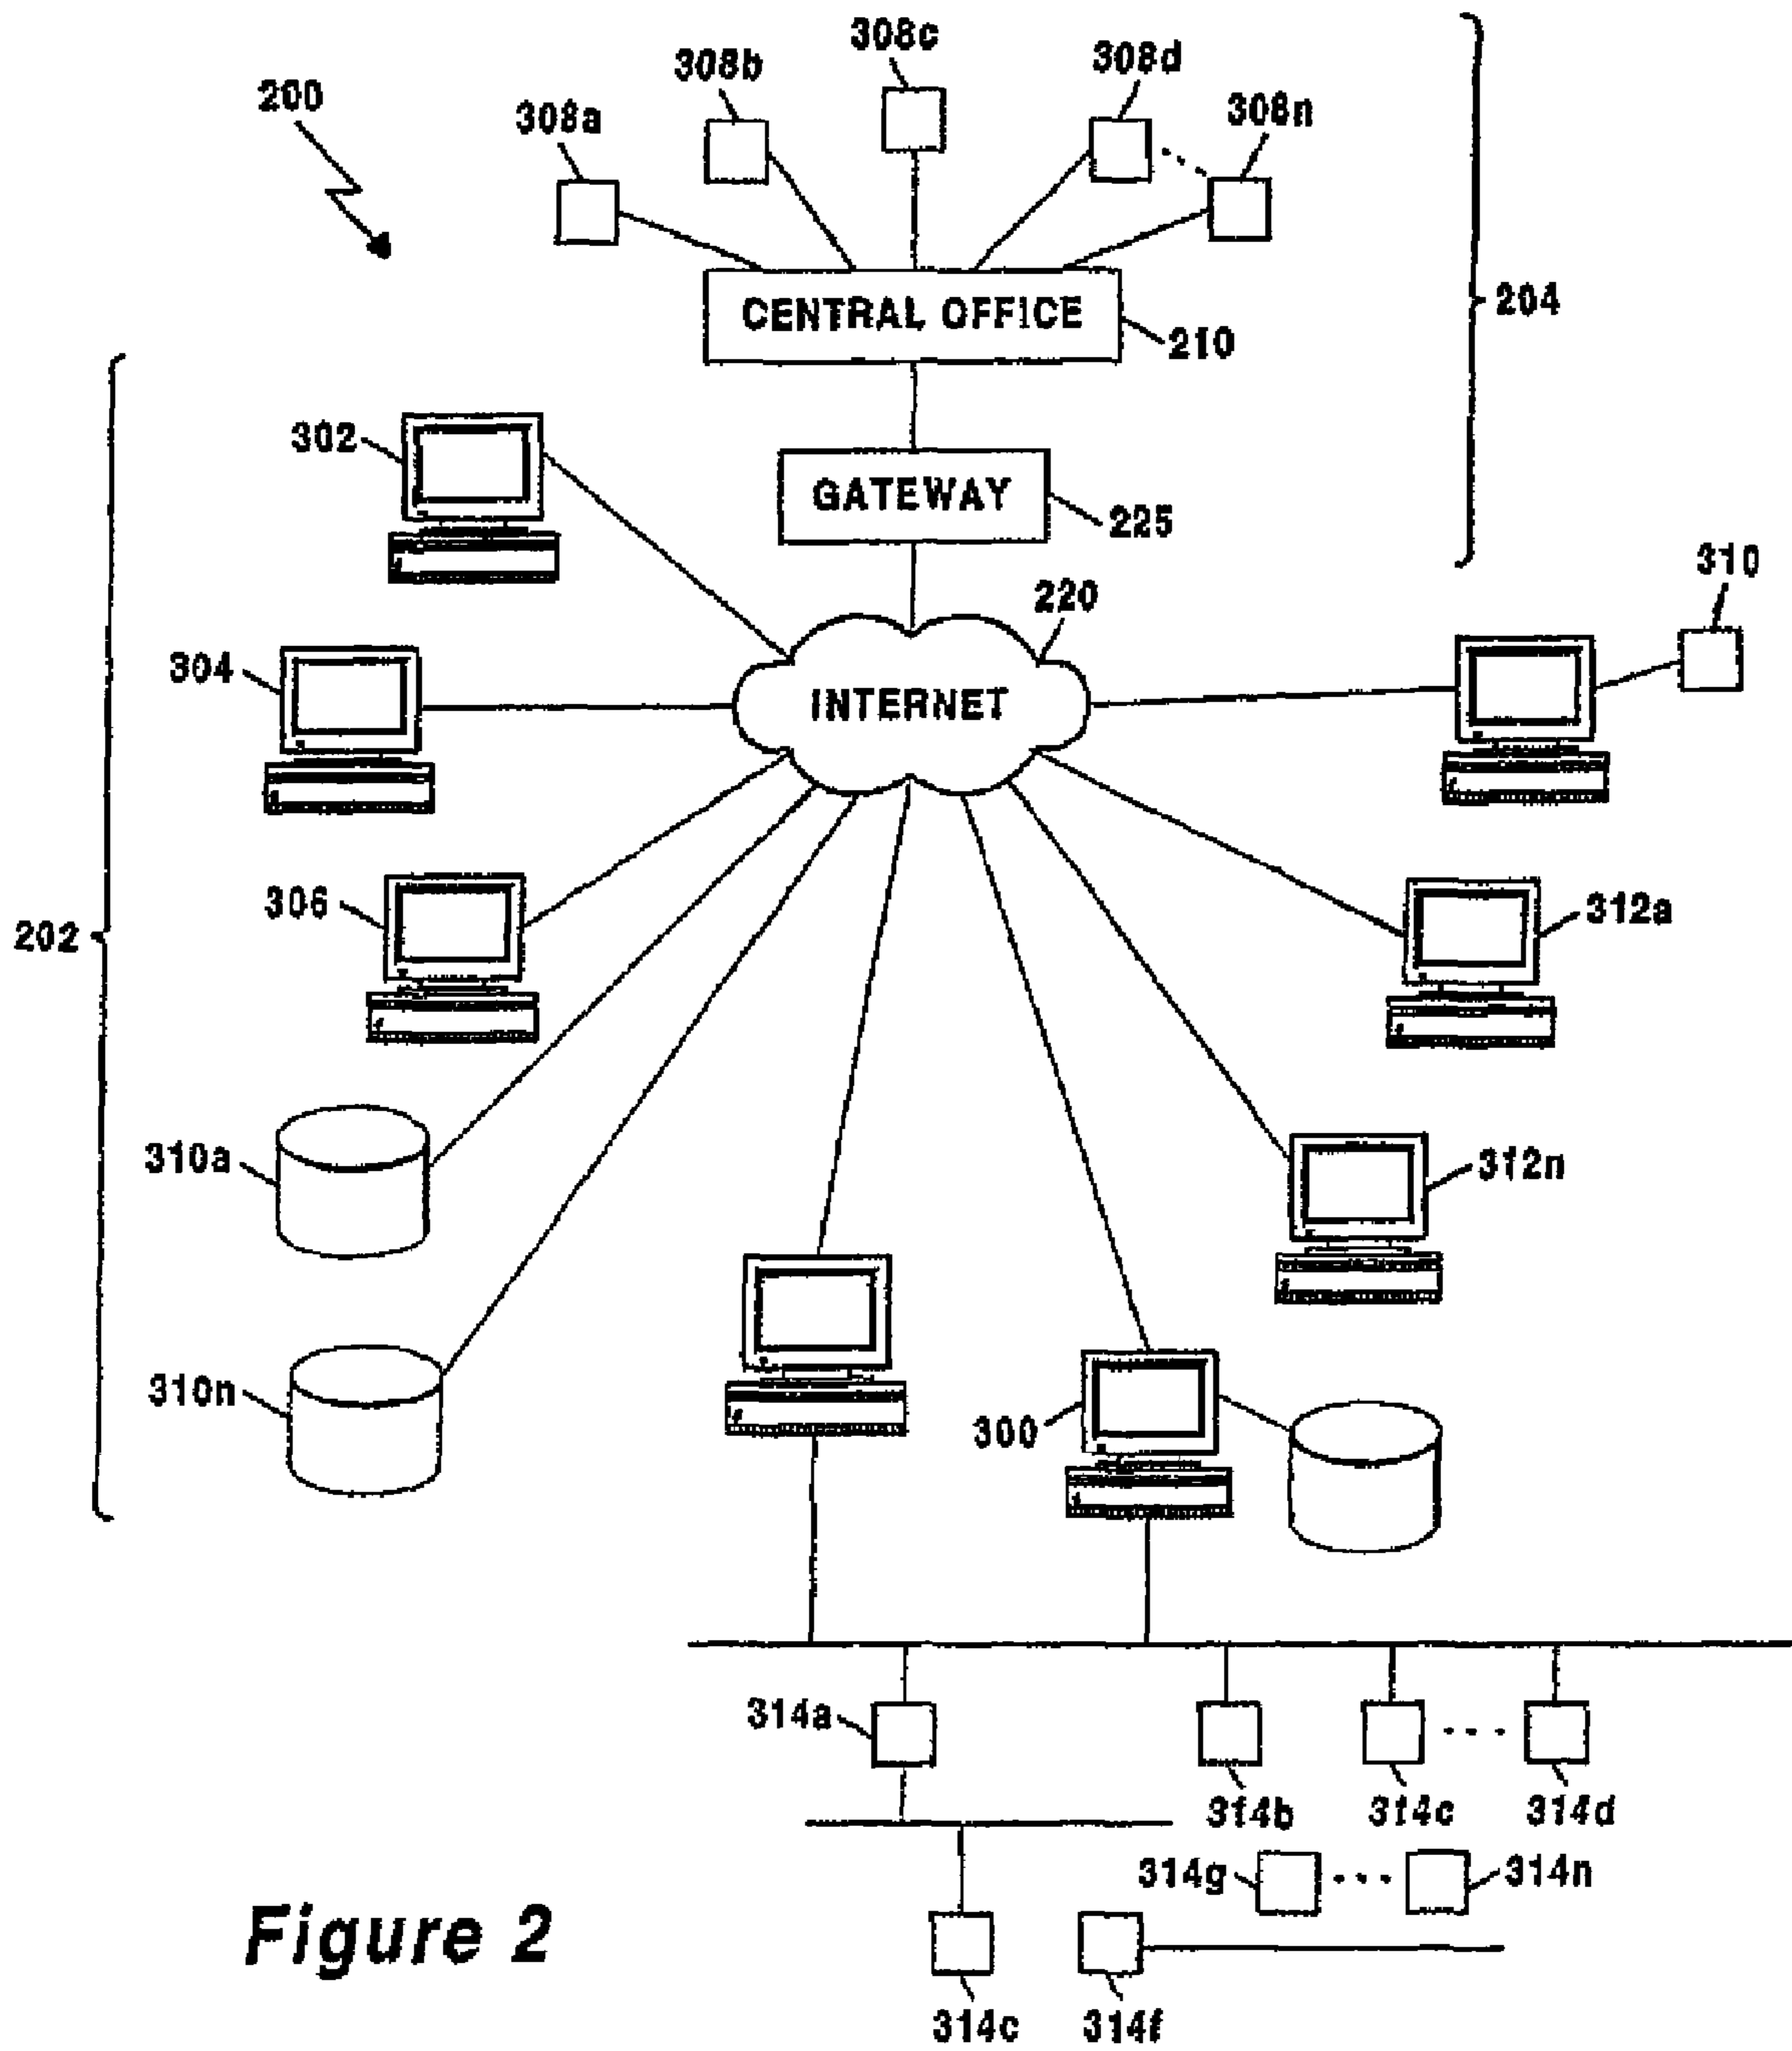 308c
308b
308d
200
308a
308n
204
CENTRAL OFFICE
210
302
GATEWAY
225
310
220
304
INTERNET
306
312a
202
310a
312n
310n
300
314a
314b
314c
314d
314g
314n
Figure 2
314c
314f